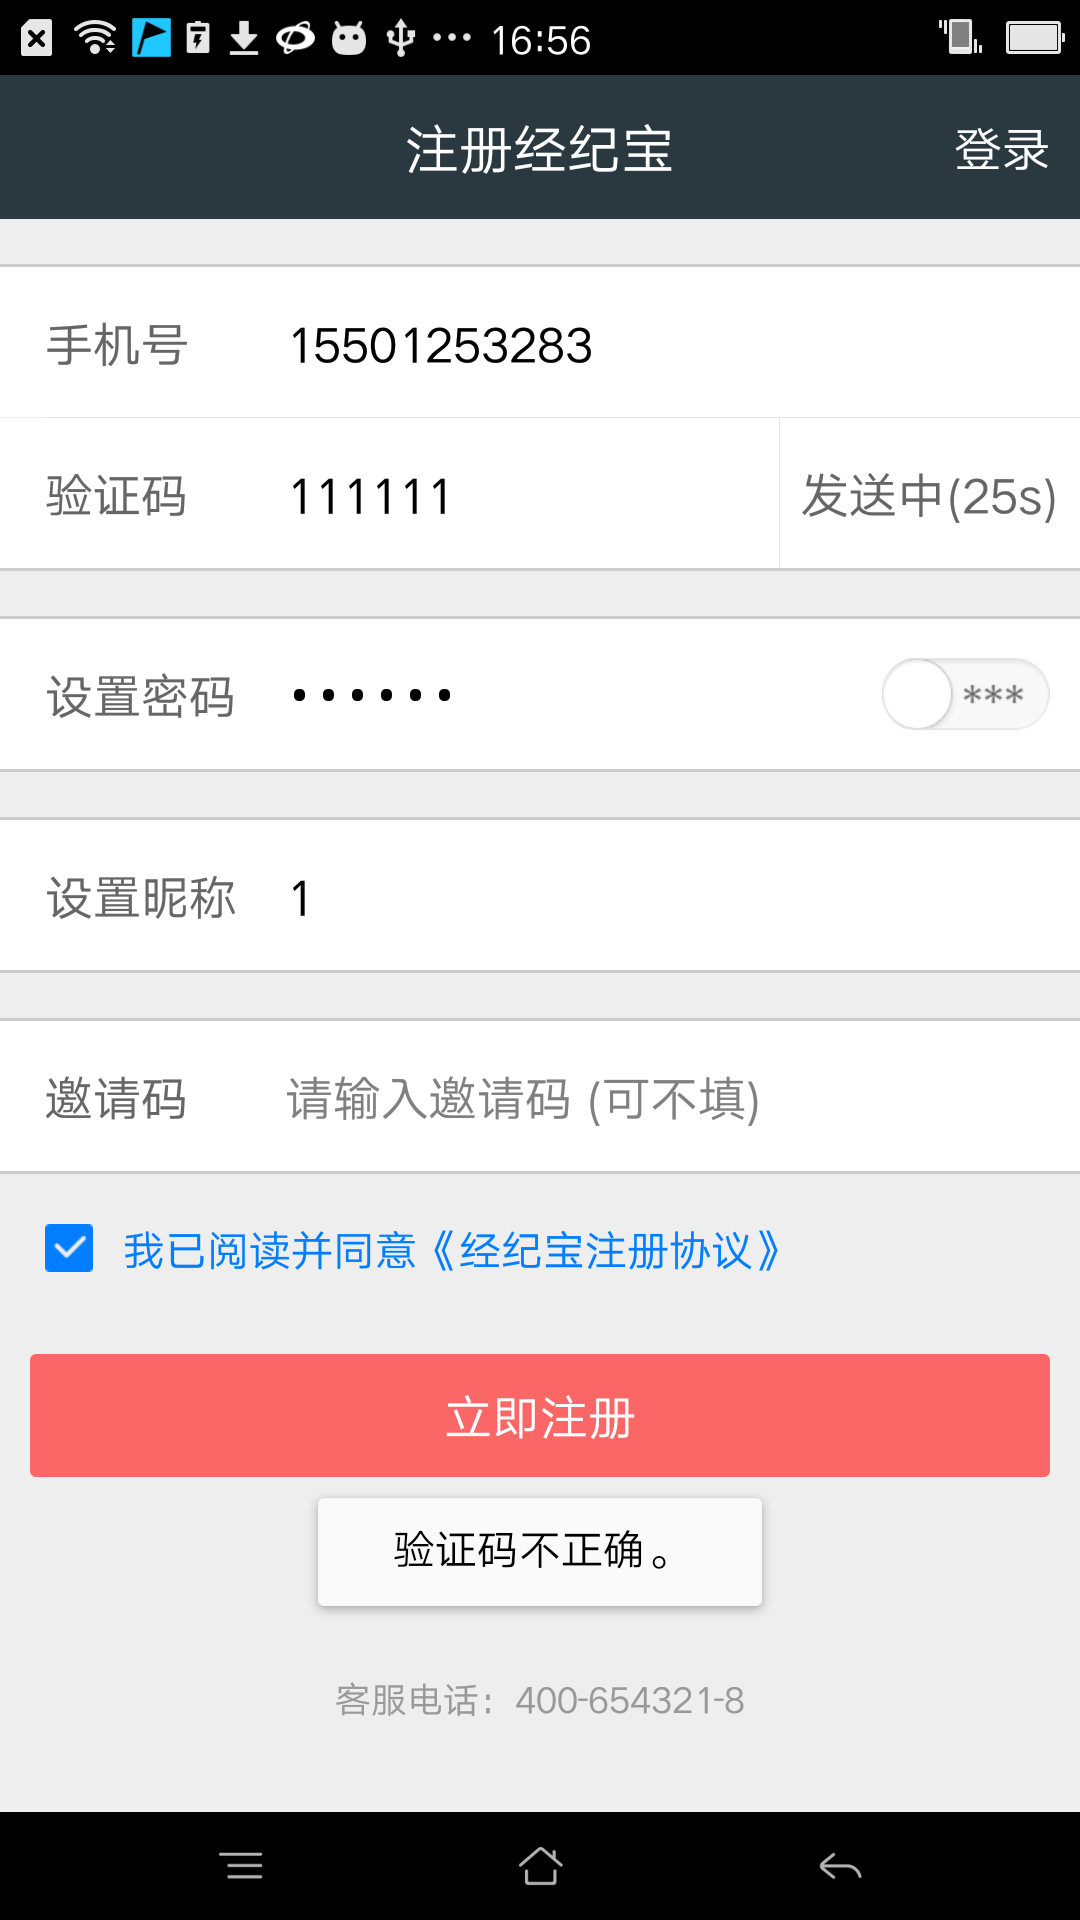 16:56
注册经纪宝
登录
手机号 15501253283
验证码 111111 发送中(25s)
设置密码 •••••• ***
设置昵称 1
邀请码 请输入邀请码 (可不填)
我已阅读并同意《经纪宝注册协议》
立即注册
验证码不正确。
客服电话：400-654321-8